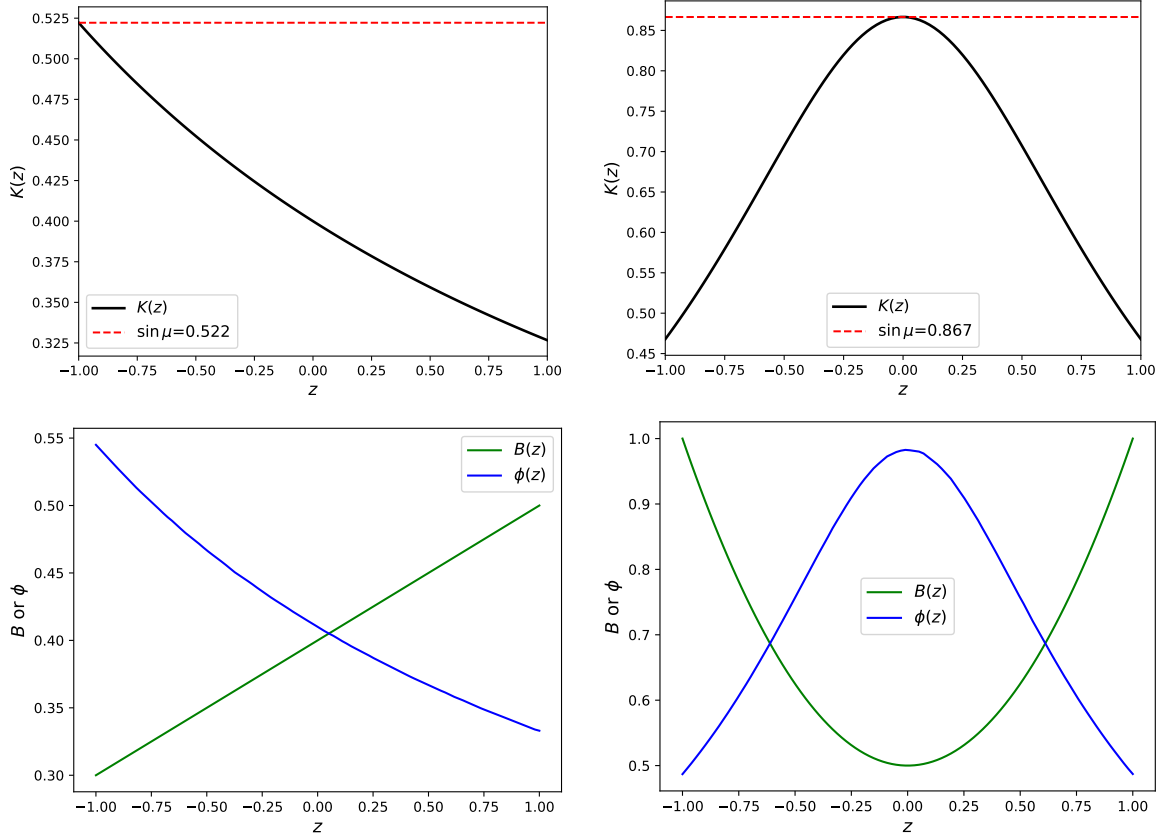 0.525
0.500
0.475
0.450
0.425
0.400
0.375
0.350
0.325
K(z)
K(z)
sin μ=0.522
−1.00 −0.75 −0.50 −0.25 0.00 0.25 0.50 0.75 1.00
z
0.85
0.80
0.75
0.70
0.65
0.60
0.55
0.50
0.45
K(z)
K(z)
sin μ=0.867
−1.00 −0.75 −0.50 −0.25 0.00 0.25 0.50 0.75 1.00
z
0.55
0.50
0.45
0.40
0.35
0.30
B or ϕ
B(z)
ϕ(z)
−1.00 −0.75 −0.50 −0.25 0.00 0.25 0.50 0.75 1.00
z
1.0
0.9
0.8
0.7
0.6
0.5
B or ϕ
B(z)
ϕ(z)
−1.00 −0.75 −0.50 −0.25 0.00 0.25 0.50 0.75 1.00
z